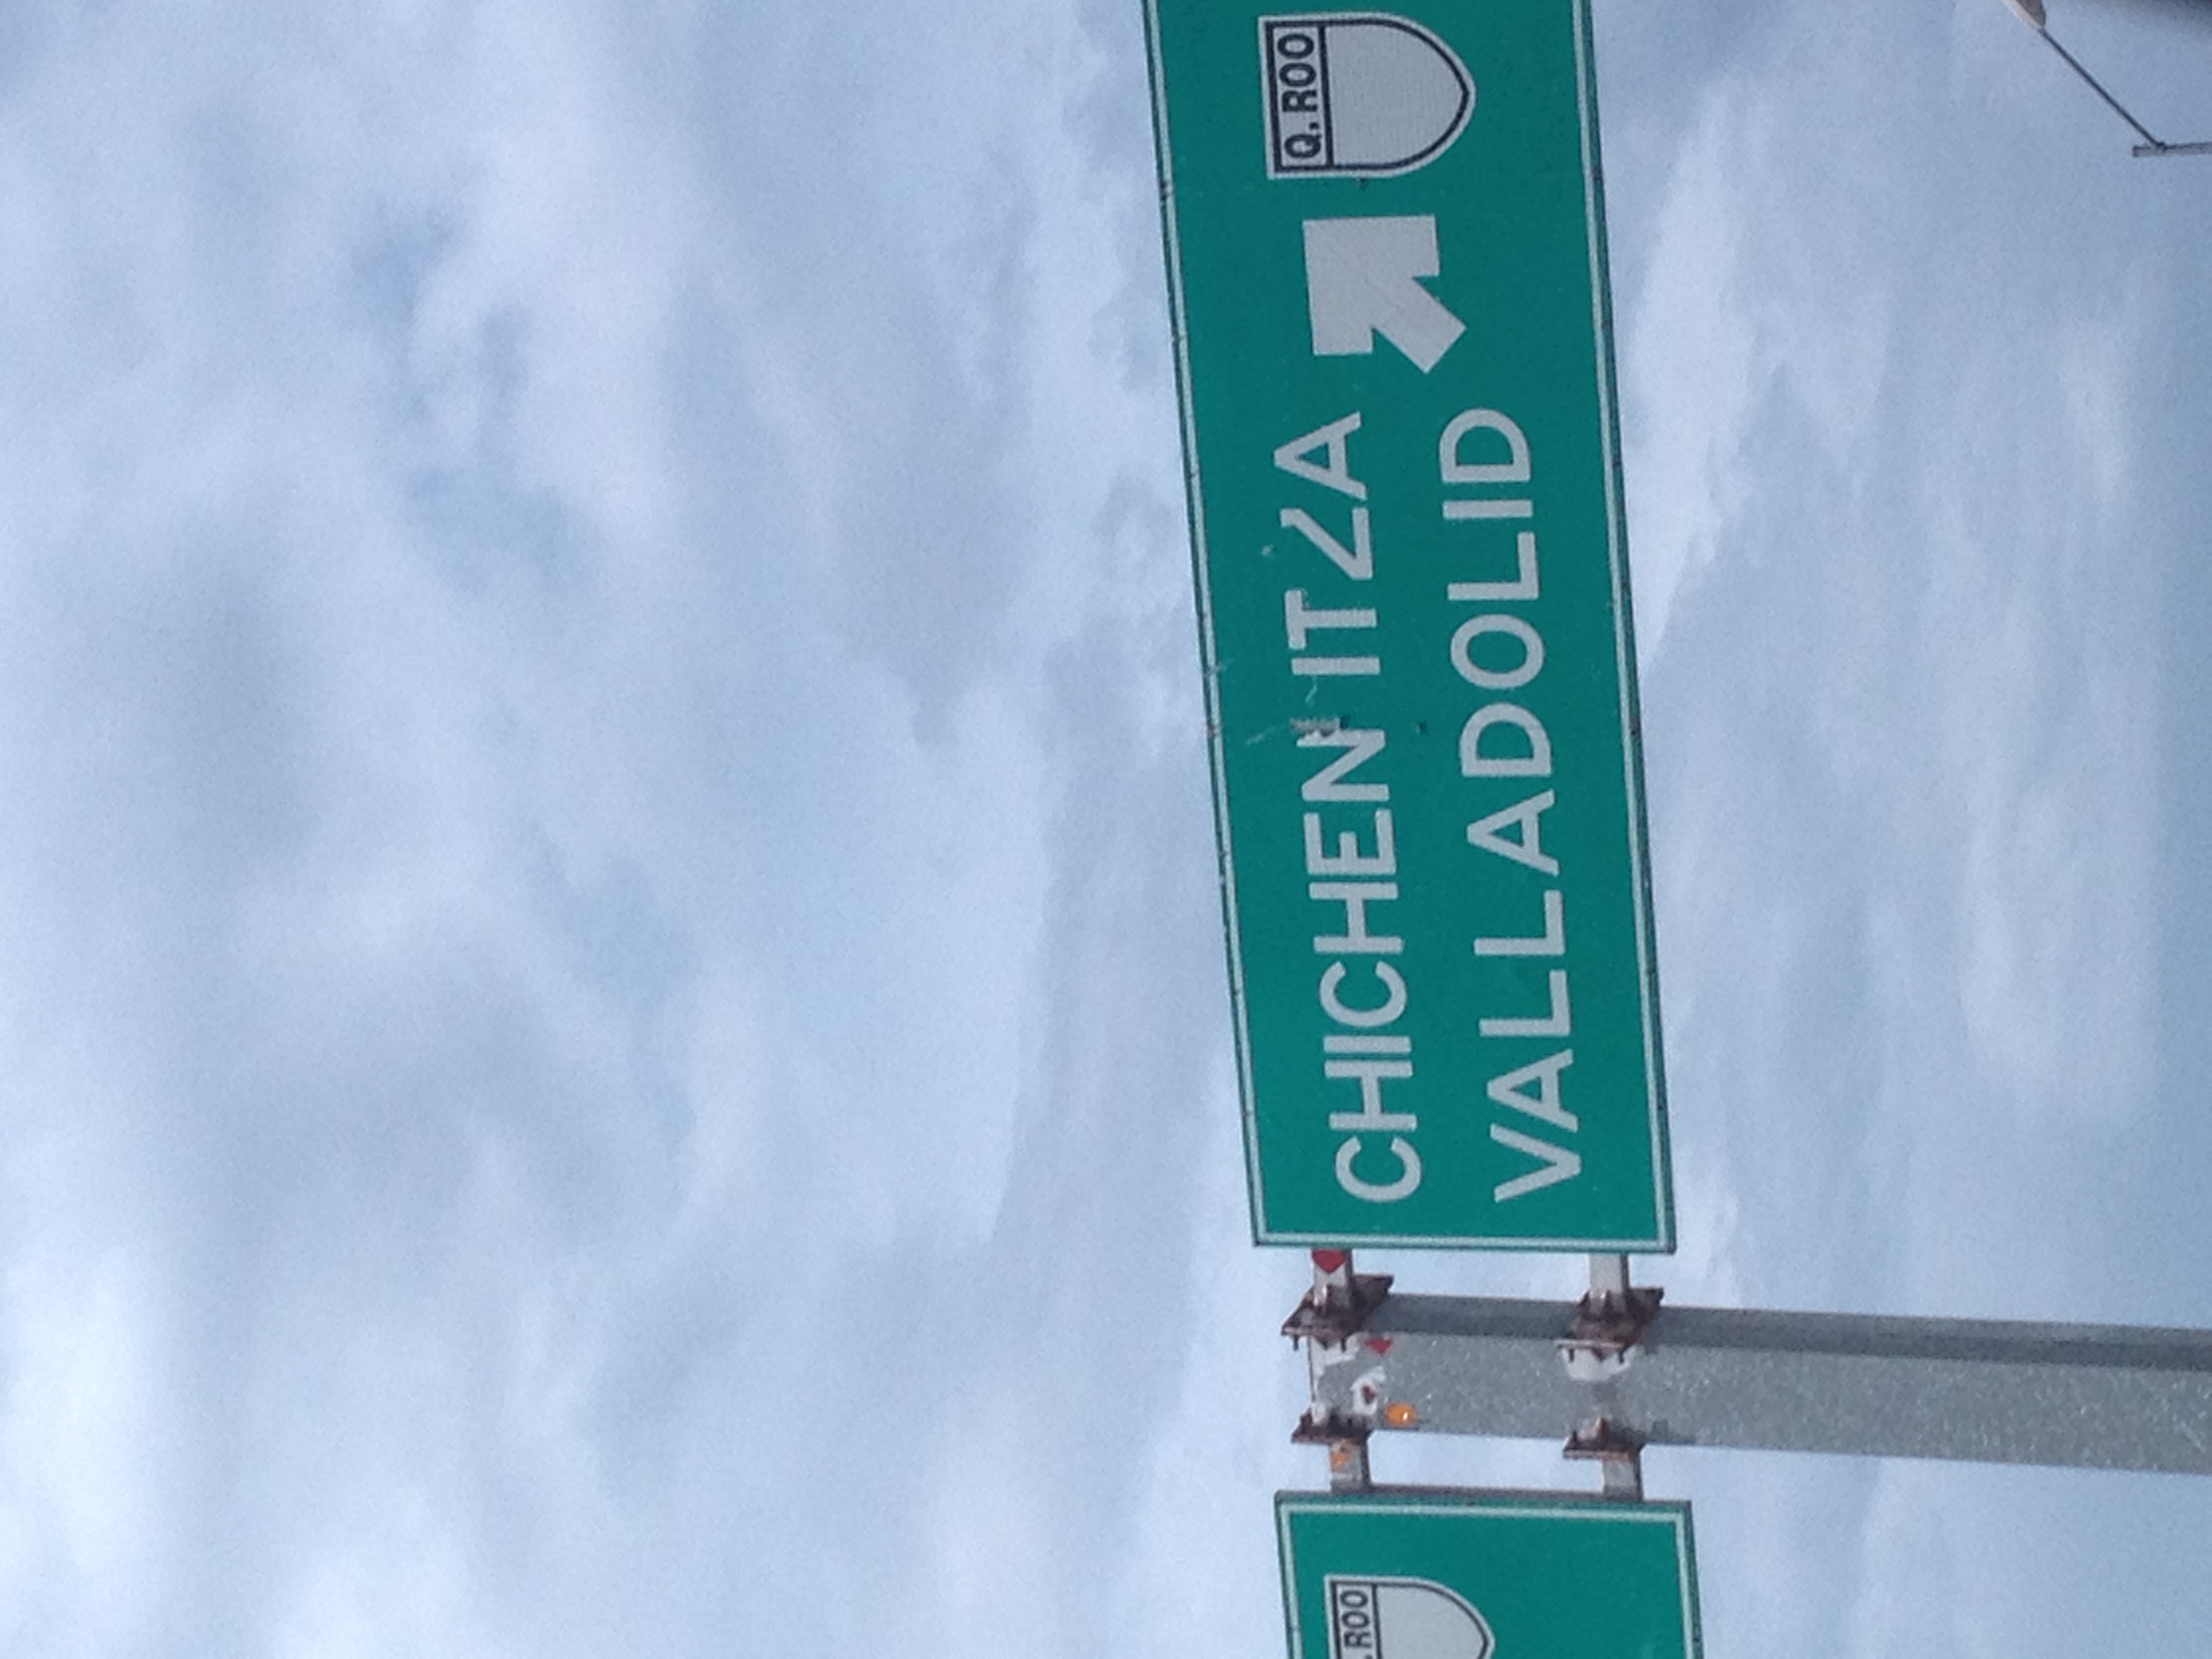 CHICHEN ITZA
VALLADOLID
Q. ROO
. ROO